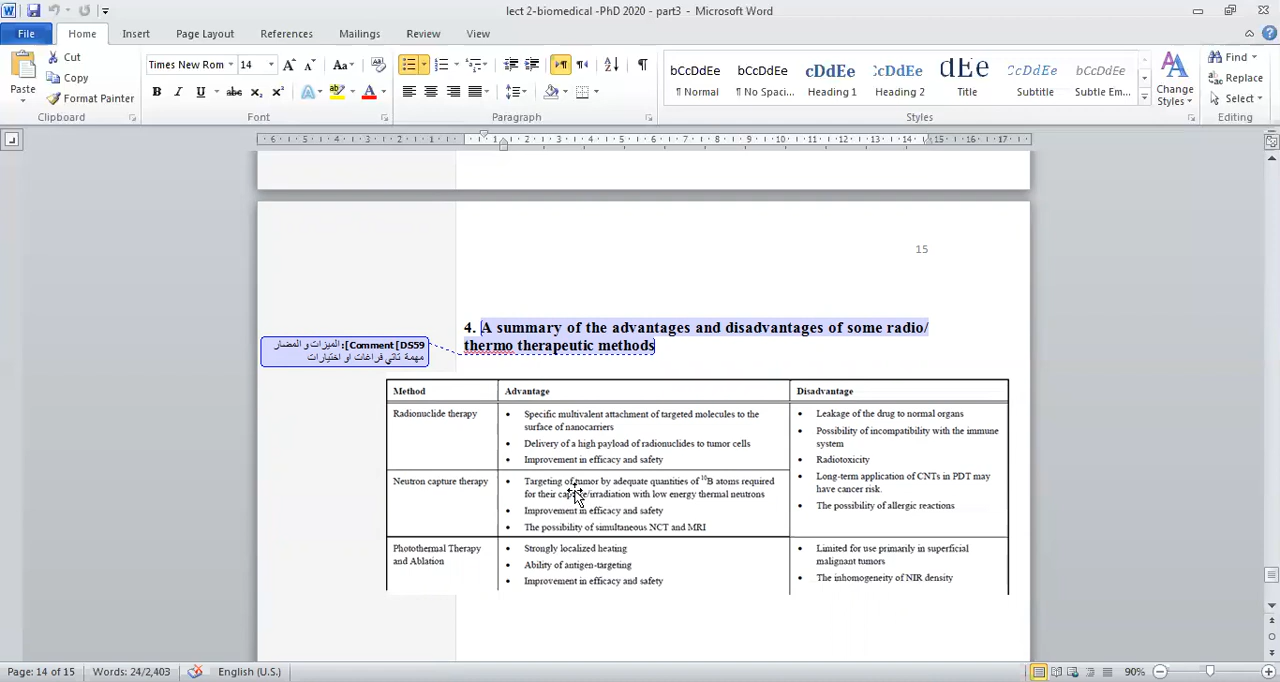 lect 2-biomedical -PhD 2020 - part3 - Microsoft Word
File Home Insert Page Layout References Mailings Review View
Paste
Cut
Copy
Format Painter
Clipboard
Times New Rom 14
Font
Paragraph
AaBbCcDdEe
bCcDdEe bCcDdEe cDdEe CcDdEe dEe CcDdEe bCcDdEe
¶ Normal ¶ No Spaci... Heading 1 Heading 2 Title Subtitle Subtle Em...
Styles
Change Styles
Find
Replace
Select
Editing
15
4. A summary of the advantages and disadvantages of some radio/
thermo therapeutic methods
Comment [DS59]: الميزات و المضار
مهمة تاتي فراغات او اختيارات
Method Advantage Disadvantage
Radionuclide therapy
• Specific multivalent attachment of targeted molecules to the
surface of nanocarriers
• Delivery of a high payload of radionuclides to tumor cells
• Improvement in efficacy and safety
• Leakage of the drug to normal organs
• Possibility of incompatibility with the immune
system
• Radiotoxicity
• Long-term application of CNTs in PDT may
have cancer risk.
• The possibility of allergic reactions
Neutron capture therapy
• Targeting of tumor by adequate quantities of 10B atoms required
for their capture/irradiation with low energy thermal neutrons
• Improvement in efficacy and safety
• The possibility of simultaneous NCT and MRI
Photothermal Therapy
and Ablation
• Strongly localized heating
• Ability of antigen-targeting
• Improvement in efficacy and safety
• Limited for use primarily in superficial
malignant tumors
• The inhomogeneity of NIR density
Page: 14 of 15 Words: 24/2,403 English (U.S.) 90%